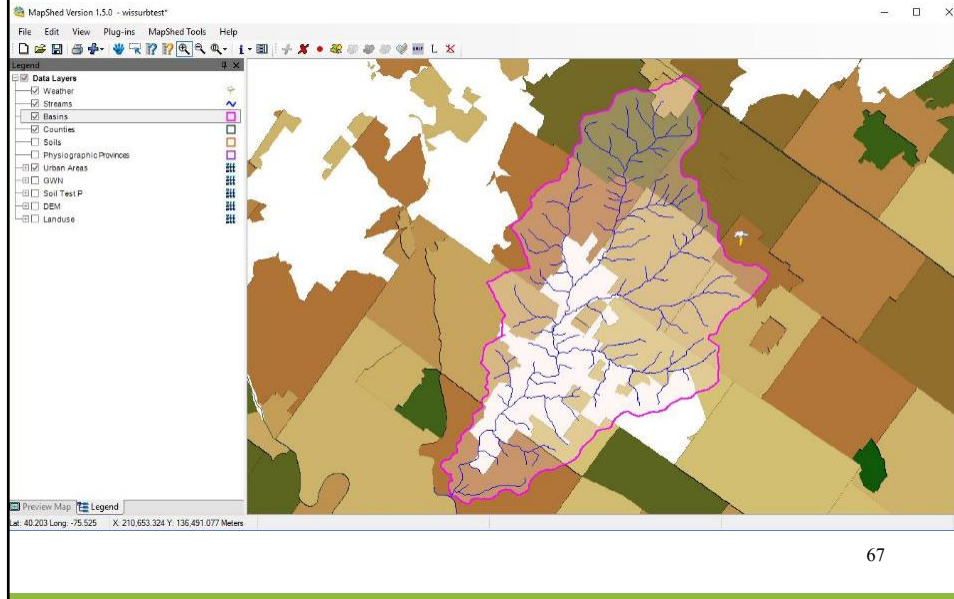 MapShed Version 1.5.0 - wissurbtest*
File Edit View Plug-ins MapShed Tools Help
Legend
Data Layers
Weather
Streams
Basins
Counties
Soils
Physiographic Provinces
Urban Areas
GWN
Soil Test P
DEM
Landuse
Preview Map Legend
Lat: 40.203 Long: -75.525 X: 210,653.324 Y: 136,491.077 Meters
67